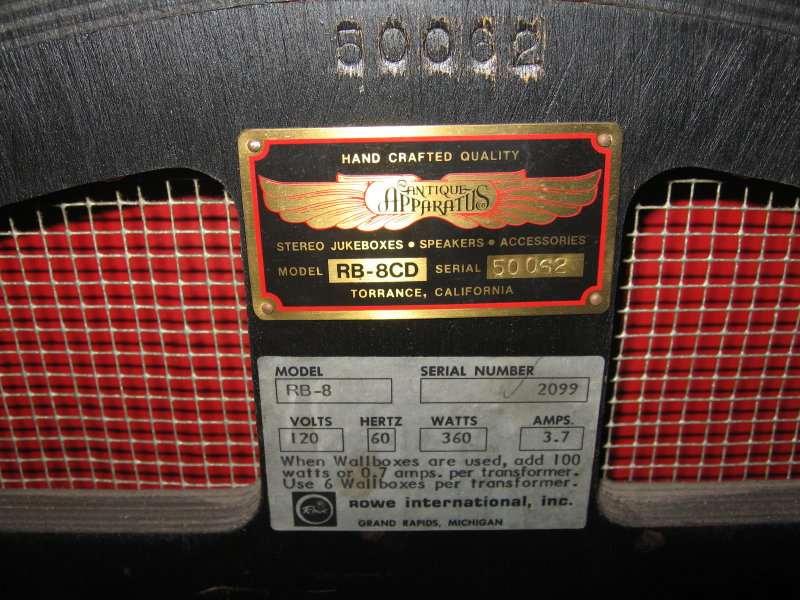 50062
HAND CRAFTED QUALITY
ANTIQUE
APPARATUS
STEREO JUKEBOXES • SPEAKERS • ACCESSORIES
MODEL RB-8CD SERIAL 50062
TORRANCE, CALIFORNIA
MODEL SERIAL NUMBER
RB-8 2099
VOLTS HERTZ WATTS AMPS.
120 60 360 3.7
When Wallboxes are used, add 100
watts or 0.7 amps. per transformer.
Use 6 Wallboxes per transformer.
Rowe ROWE international, inc.
GRAND RAPIDS, MICHIGAN